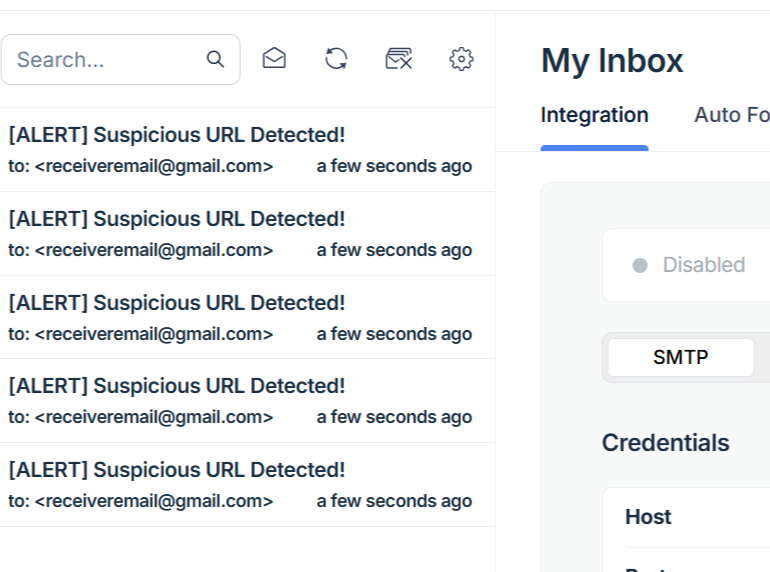 Search...
[ALERT] Suspicious URL Detected!
to: <receiveremail@gmail.com> a few seconds ago
[ALERT] Suspicious URL Detected!
to: <receiveremail@gmail.com> a few seconds ago
[ALERT] Suspicious URL Detected!
to: <receiveremail@gmail.com> a few seconds ago
[ALERT] Suspicious URL Detected!
to: <receiveremail@gmail.com> a few seconds ago
[ALERT] Suspicious URL Detected!
to: <receiveremail@gmail.com> a few seconds ago
My Inbox
Integration Auto Fo
Disabled
SMTP
Credentials
Host